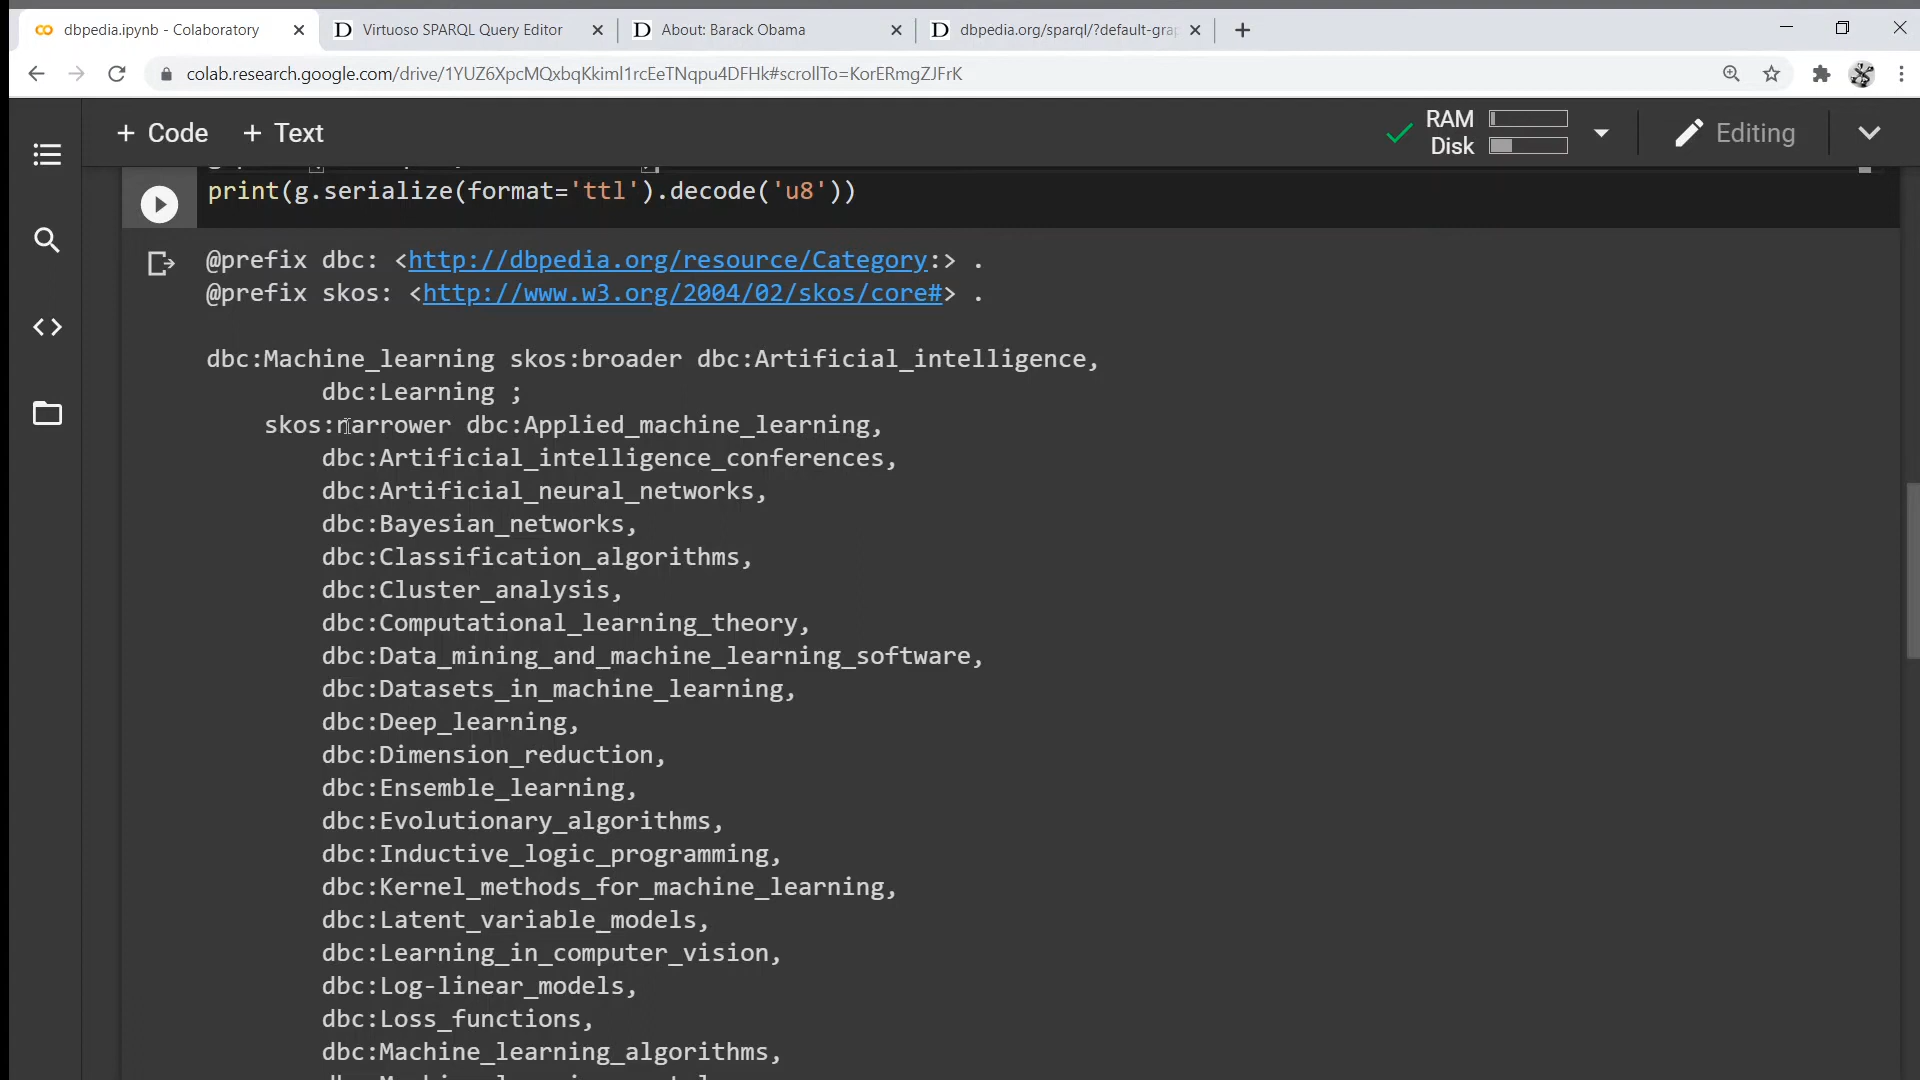 dbpedia.ipynb - Colaboratory
Virtuoso SPARQL Query Editor
About: Barack Obama
dbpedia.org/sparql/?default-grap
colab.research.google.com/drive/1YUZ6XpcMQxbqKkiml1rcEeTNqpu4DFHk#scrollTo=KorERmgZJFrK
+ Code + Text
RAM
Disk
Editing
print(g.serialize(format='ttl').decode('u8'))
@prefix dbc: <http://dbpedia.org/resource/Category:> .
@prefix skos: <http://www.w3.org/2004/02/skos/core#> .
dbc:Machine_learning skos:broader dbc:Artificial_intelligence,
dbc:Learning ;
skos:narrower dbc:Applied_machine_learning,
dbc:Artificial_intelligence_conferences,
dbc:Artificial_neural_networks,
dbc:Bayesian_networks,
dbc:Classification_algorithms,
dbc:Cluster_analysis,
dbc:Computational_learning_theory,
dbc:Data_mining_and_machine_learning_software,
dbc:Datasets_in_machine_learning,
dbc:Deep_learning,
dbc:Dimension_reduction,
dbc:Ensemble_learning,
dbc:Evolutionary_algorithms,
dbc:Inductive_logic_programming,
dbc:Kernel_methods_for_machine_learning,
dbc:Latent_variable_models,
dbc:Learning_in_computer_vision,
dbc:Log-linear_models,
dbc:Loss_functions,
dbc:Machine_learning_algorithms,